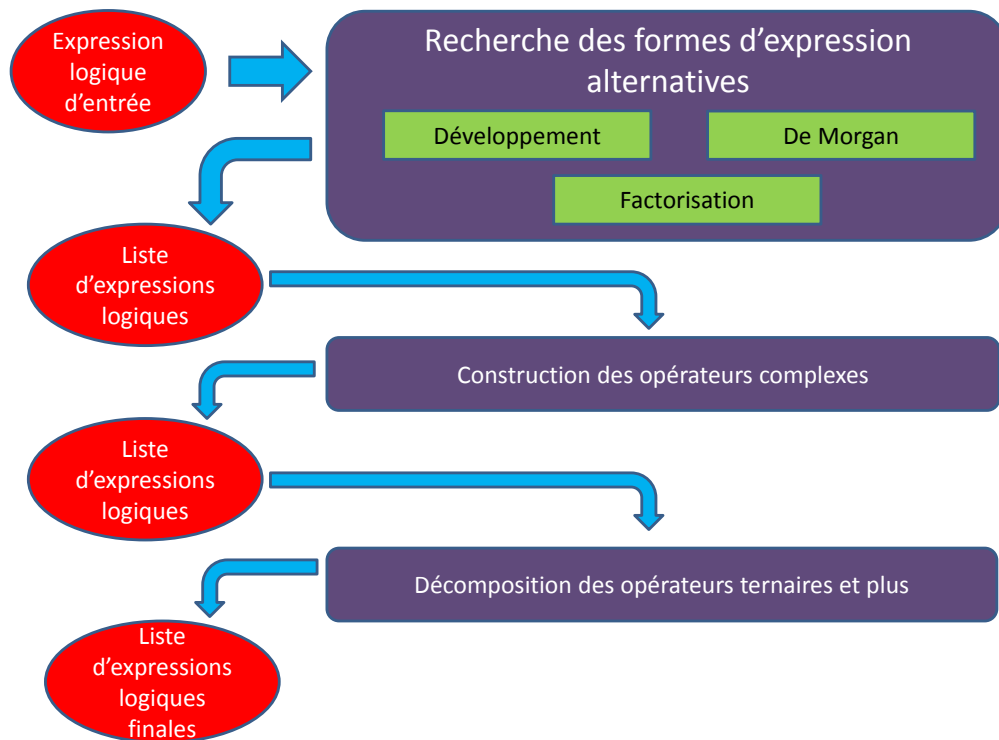 Expression
logique
d'entrée
Recherche des formes d'expression
alternatives
Développement
De Morgan
Factorisation
Liste
d'expressions
logiques
Construction des opérateurs complexes
Liste
d'expressions
logiques
Décomposition des opérateurs ternaires et plus
Liste
d'expressions
logiques
finales